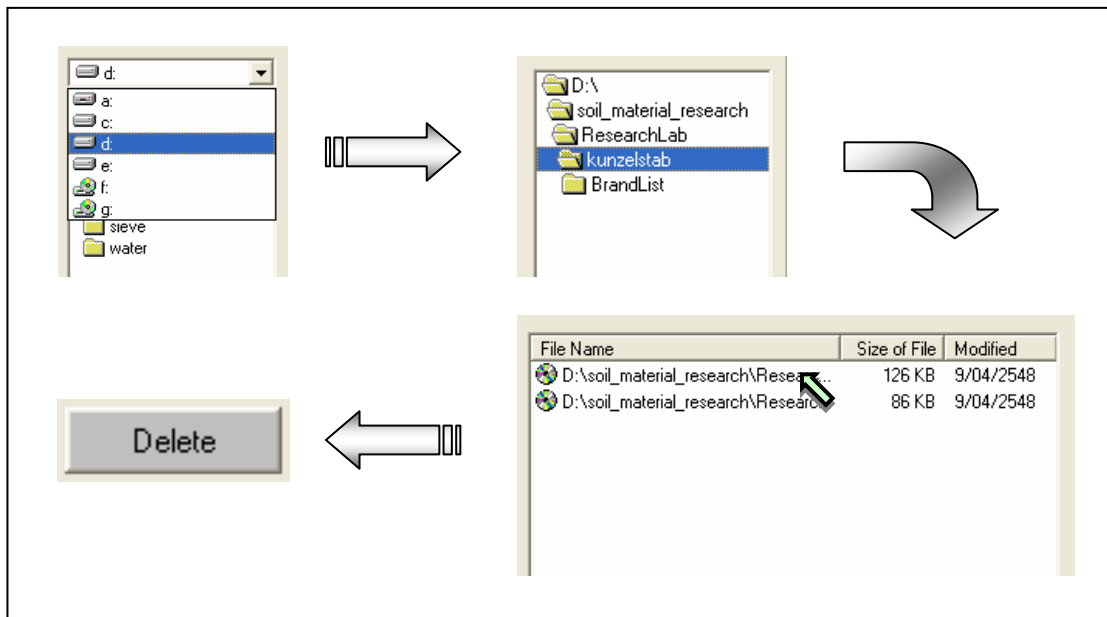 d:
a:
c:
d:
e:
f:
g:
sieve
water
D:\
soil_material_research
ResearchLab
kunzelstab
BrandList
File Name Size of File Modified
D:\soil_material_research\Researc... 126 KB 9/04/2548
D:\soil_material_research\Researc... 86 KB 9/04/2548
Delete